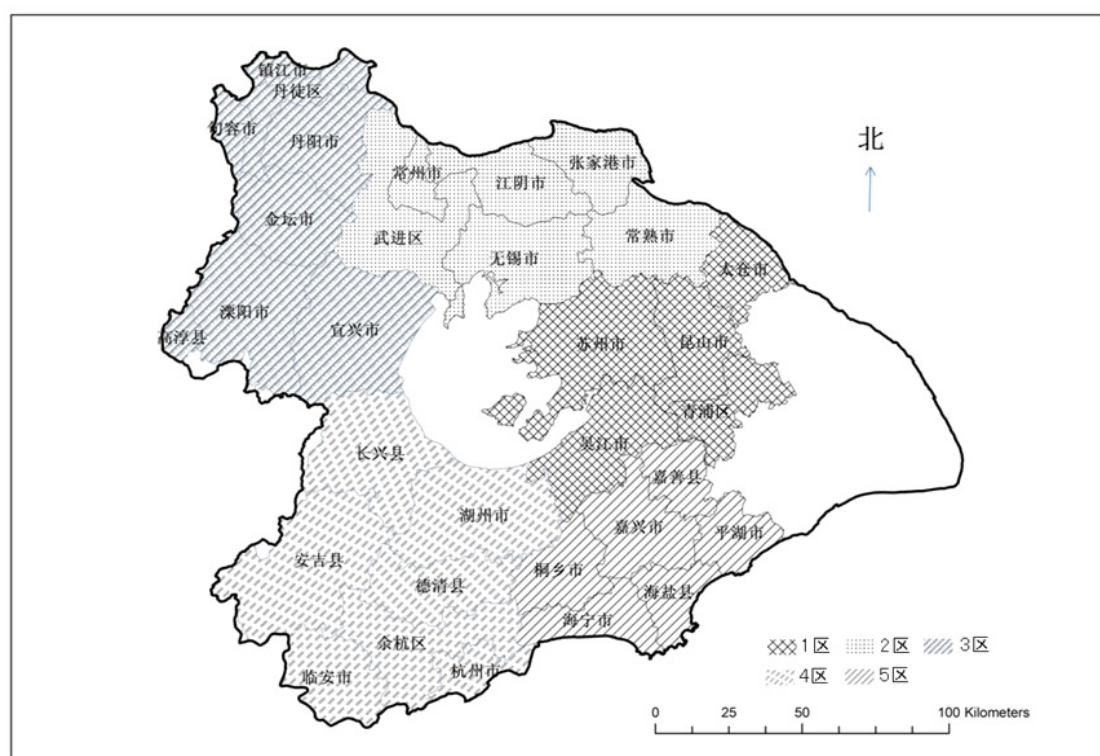 镇江市
丹徒区
句容市
丹阳市
北
常州市
江阴市
张家港市
金坛市
武进区
无锡市
常熟市
太仓市
溧阳市
宜兴市
高淳县
苏州市
昆山市
青浦区
吴江市
长兴县
嘉善县
湖州市
嘉兴市
平湖市
安吉县
德清县
桐乡市
海盐县
海宁市
余杭区
临安市
杭州市
1区 2区 3区
4区 5区
0 25 50 100 Kilometers